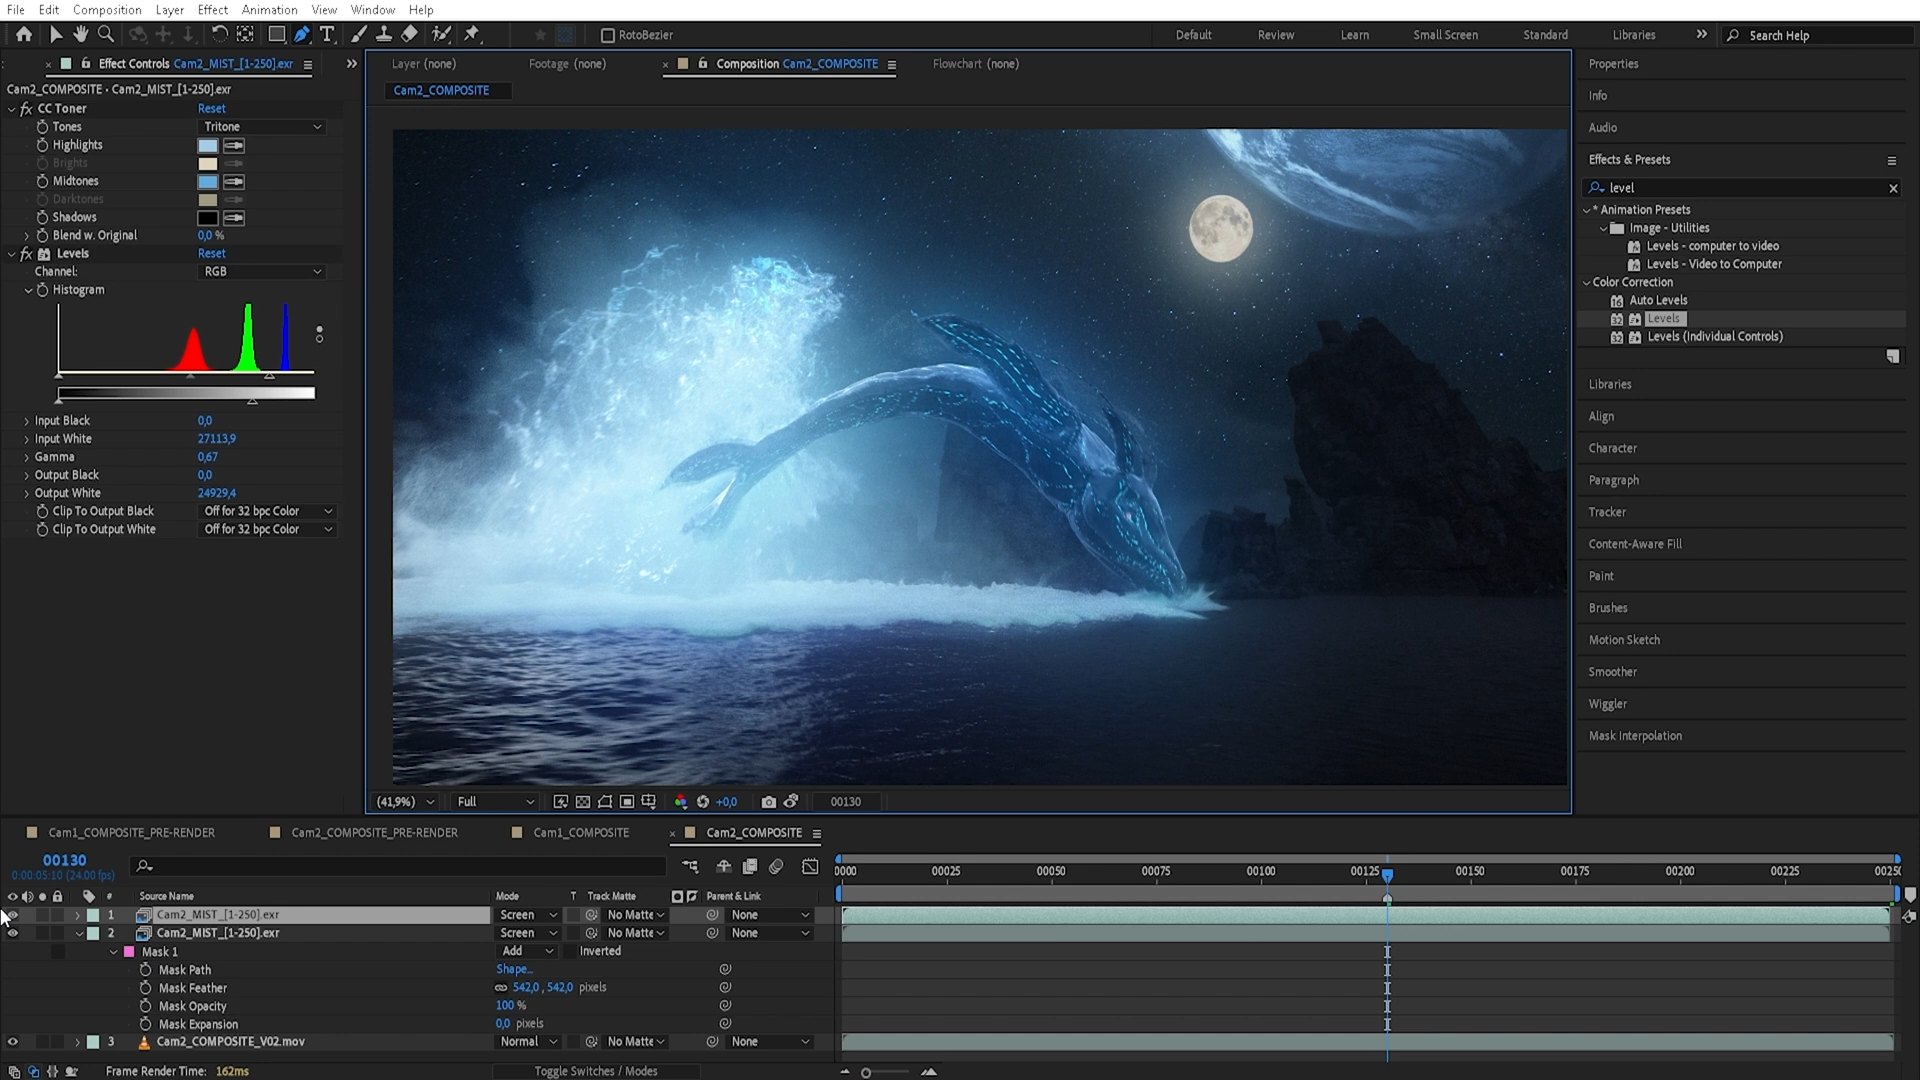 File Edit Composition Layer Effect Animation View Window Help
RotoBezier Default Review Learn Small Screen Standard Libraries Search Help
Effect Controls Cam2_MIST_[1-250].exr
Cam2_COMPOSITE · Cam2_MIST_[1-250].exr
fx CC Toner Reset
Tones Tritone
Highlights
Brights
Midtones
Darktones
Shadows
Blend w. Original 0,0 %
fx Levels Reset
Channel: RGB
Histogram
Input Black 0,0
Input White 27113,9
Gamma 0,67
Output Black 0,0
Output White 24929,4
Clip To Output Black Off for 32 bpc Color
Clip To Output White Off for 32 bpc Color
Layer (none) Footage (none) Composition Cam2_COMPOSITE Flowchart (none)
Cam2_COMPOSITE
(41,9%) Full +0,0 00130
Properties
Info
Audio
Effects & Presets
level
* Animation Presets
Image - Utilities
Levels - computer to video
Levels - Video to Computer
Color Correction
16 Auto Levels
32 Levels
32 Levels (Individual Controls)
Libraries
Align
Character
Paragraph
Tracker
Content-Aware Fill
Paint
Brushes
Motion Sketch
Smoother
Wiggler
Mask Interpolation
Cam1_COMPOSITE_PRE-RENDER Cam2_COMPOSITE_PRE-RENDER Cam1_COMPOSITE Cam2_COMPOSITE
00130
0:00:05:10 (24.00 fps)
0000 00025 00050 00075 00100 00125 00150 00175 00200 00225 00250
# Source Name Mode T Track Matte Parent & Link
1 Cam2_MIST_[1-250].exr Screen No Matte None
2 Cam2_MIST_[1-250].exr Screen No Matte None
Mask 1 Add Inverted
Mask Path Shape...
Mask Feather 542,0 , 542,0 pixels
Mask Opacity 100 %
Mask Expansion 0,0 pixels
3 Cam2_COMPOSITE_V02.mov Normal No Matte None
Frame Render Time: 162ms Toggle Switches / Modes